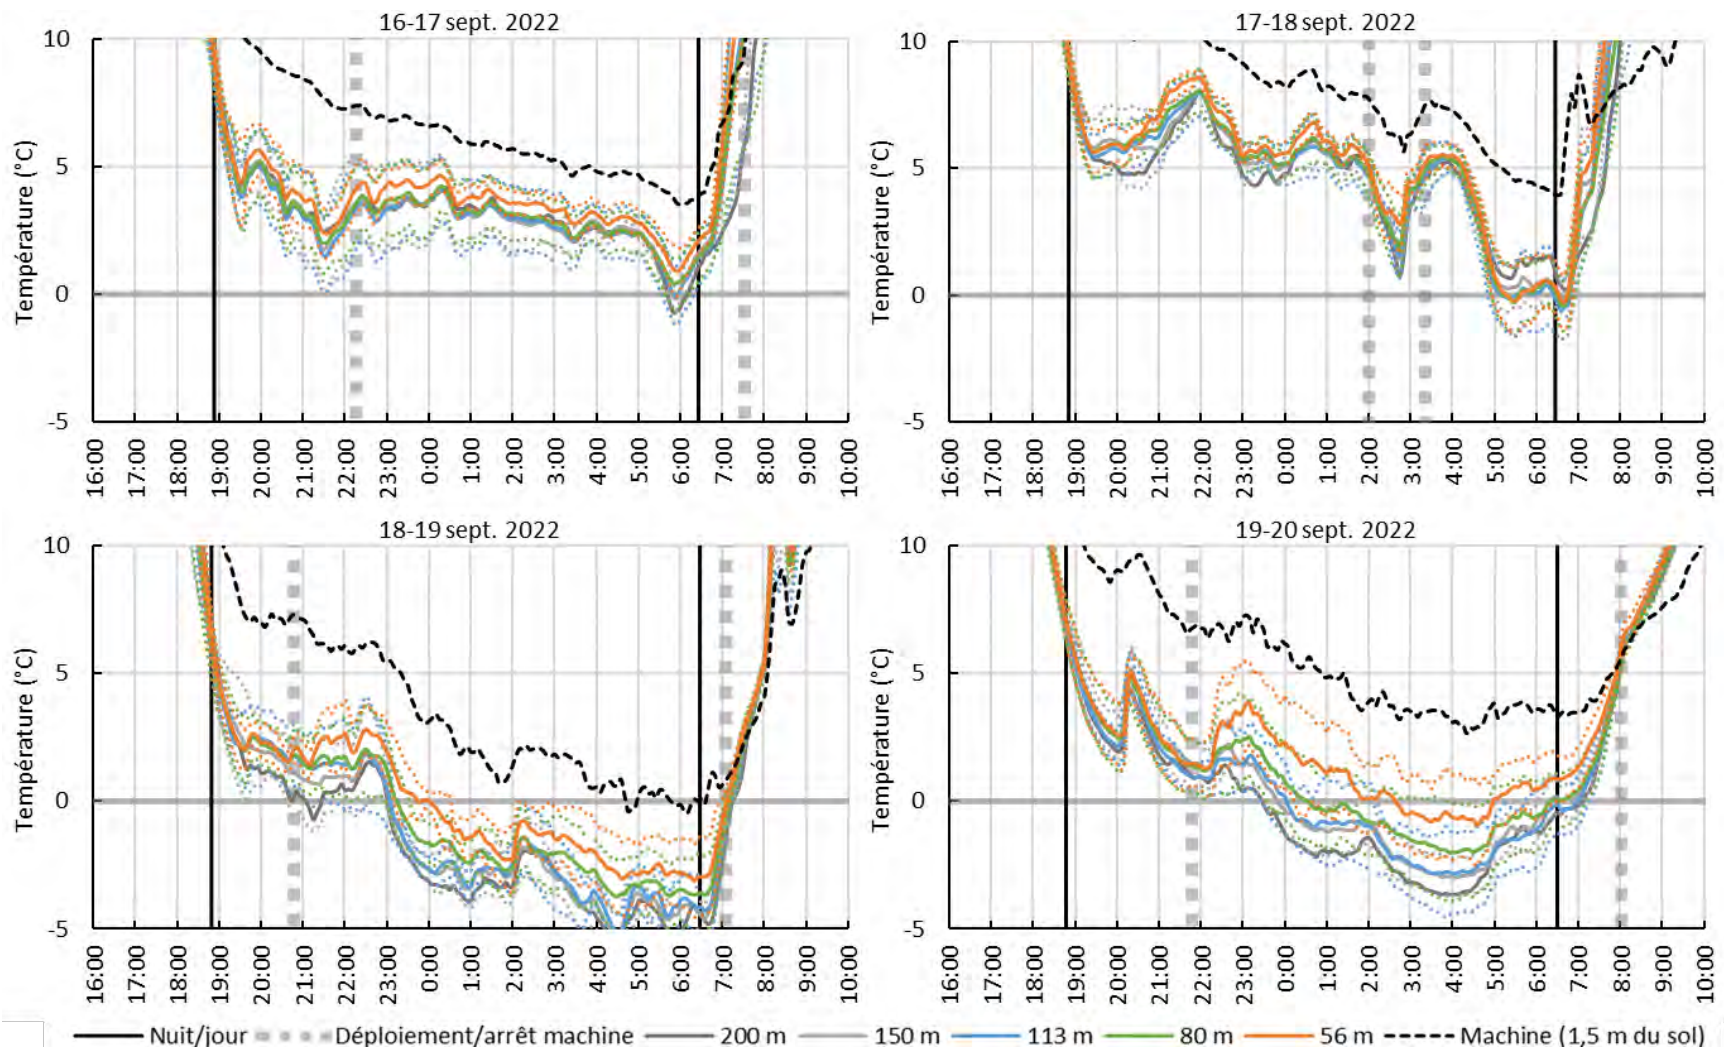 16-17 sept. 2022
17-18 sept. 2022
Température (°C)
10
5
0
-5
16:00 17:00 18:00 19:00 20:00 21:00 22:00 23:00 0:00 1:00 2:00 3:00 4:00 5:00 6:00 7:00 8:00 9:00 10:00
Température (°C)
10
5
0
-5
16:00 17:00 18:00 19:00 20:00 21:00 22:00 23:00 0:00 1:00 2:00 3:00 4:00 5:00 6:00 7:00 8:00 9:00 10:00
18-19 sept. 2022
19-20 sept. 2022
Température (°C)
10
5
0
-5
16:00 17:00 18:00 19:00 20:00 21:00 22:00 23:00 0:00 1:00 2:00 3:00 4:00 5:00 6:00 7:00 8:00 9:00 10:00
Température (°C)
10
5
0
-5
16:00 17:00 18:00 19:00 20:00 21:00 22:00 23:00 0:00 1:00 2:00 3:00 4:00 5:00 6:00 7:00 8:00 9:00 10:00
Nuit/jour Déploiement/arrêt machine 200 m 150 m 113 m 80 m 56 m Machine (1,5 m du sol)